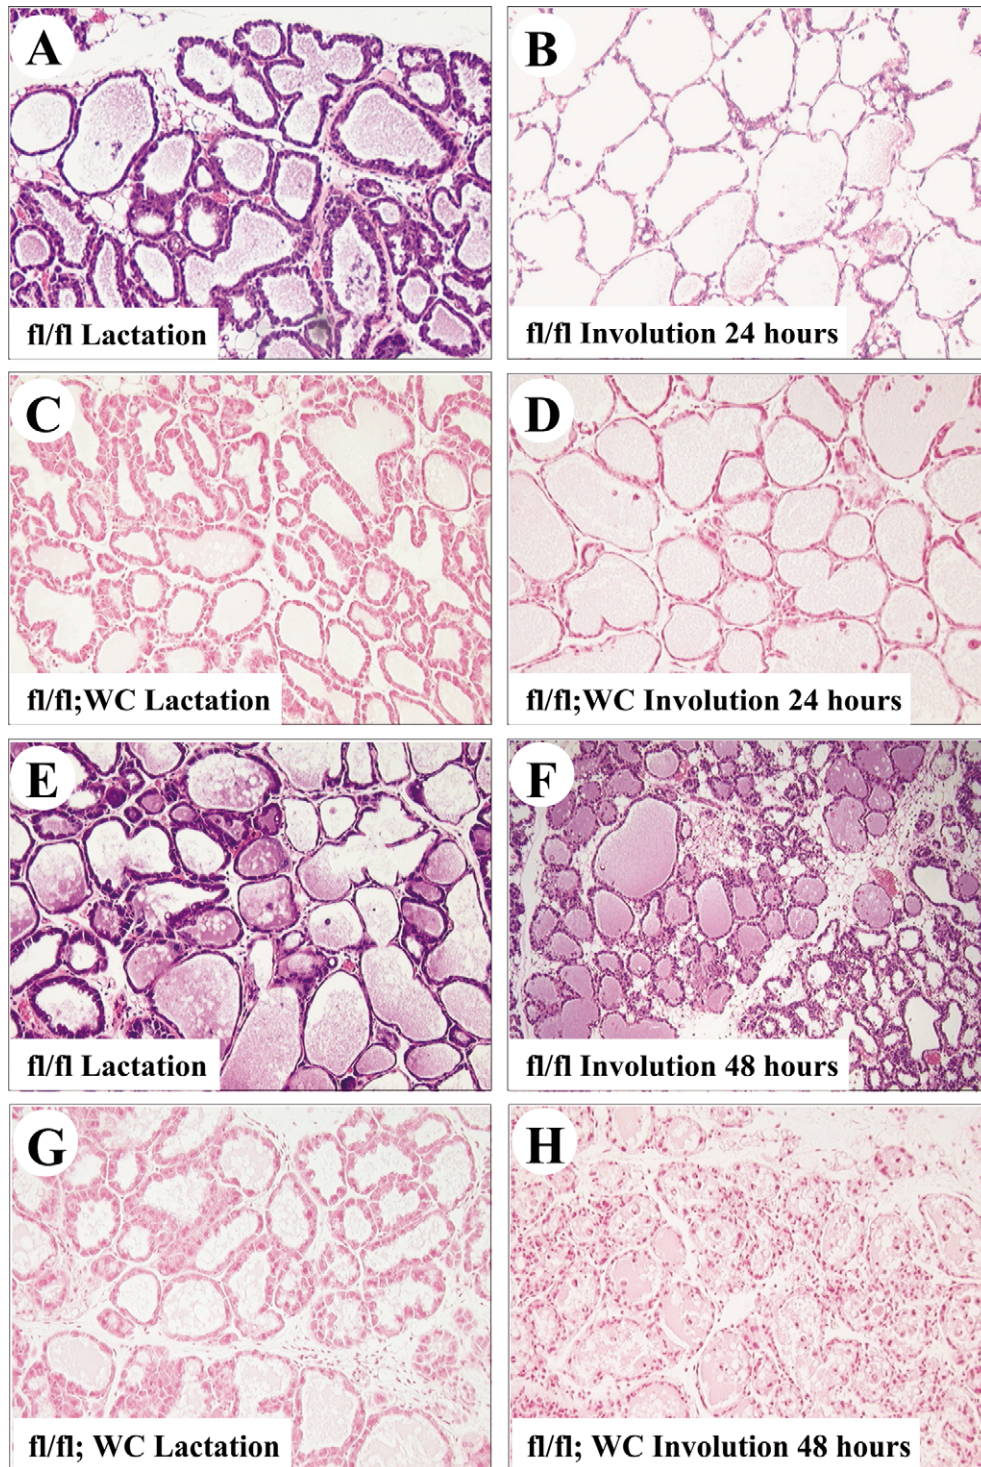 A
fl/fl Lactation
B
fl/fl Involution 24 hours
C
fl/fl;WC Lactation
D
fl/fl;WC Involution 24 hours
E
fl/fl Lactation
F
fl/fl Involution 48 hours
G
fl/fl; WC Lactation
H
fl/fl; WC Involution 48 hours